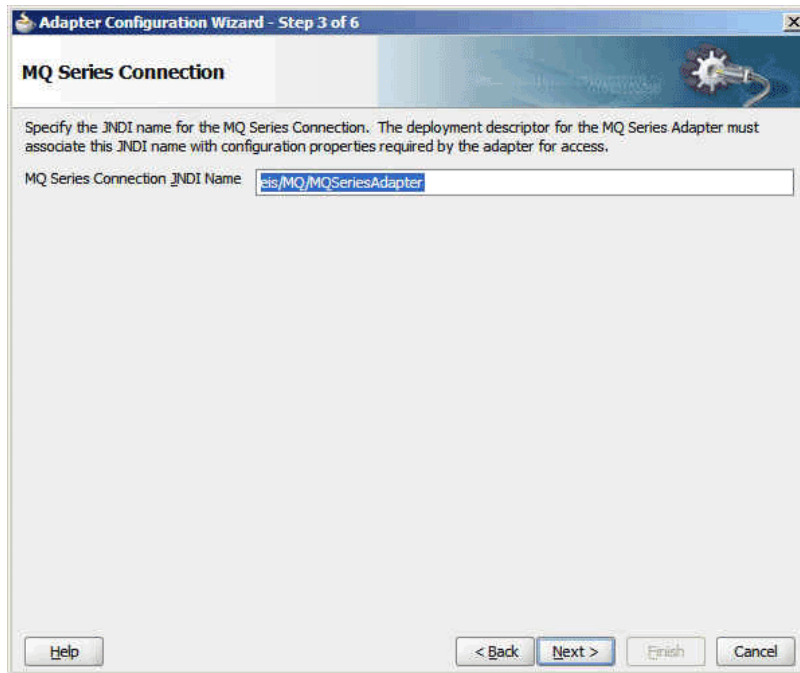 Adapter Configuration Wizard - Step 3 of 6
MQ Series Connection
Specify the JNDI name for the MQ Series Connection. The deployment descriptor for the MQ Series Adapter must
associate this JNDI name with configuration properties required by the adapter for access.
MQ Series Connection JNDI Name eis/MQ/MQSeriesAdapter
Help < Back Next > Finish Cancel